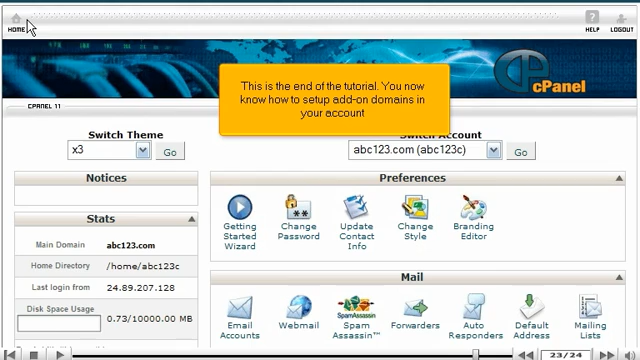 HOME
HELP
LOGOUT
cPanel
CPANEL 11
This is the end of the tutorial. You now
know how to setup add-on domains in
your account
Switch Theme
x3
Go
Switch Account
abc123.com (abc123c)
Go
Notices
Stats
Main Domain abc123.com
Home Directory /home/abc123c
Last login from 24.89.207.128
Disk Space Usage
0.73/10000.00 MB
Preferences
Getting
Started
Wizard
Change
Password
Update
Contact
Info
Change
Style
Branding
Editor
Mail
SpamAssassin
Email
Accounts
Webmail
Spam
Assassin™
Forwarders
Auto
Responders
Default
Address
Mailing
Lists
23/24